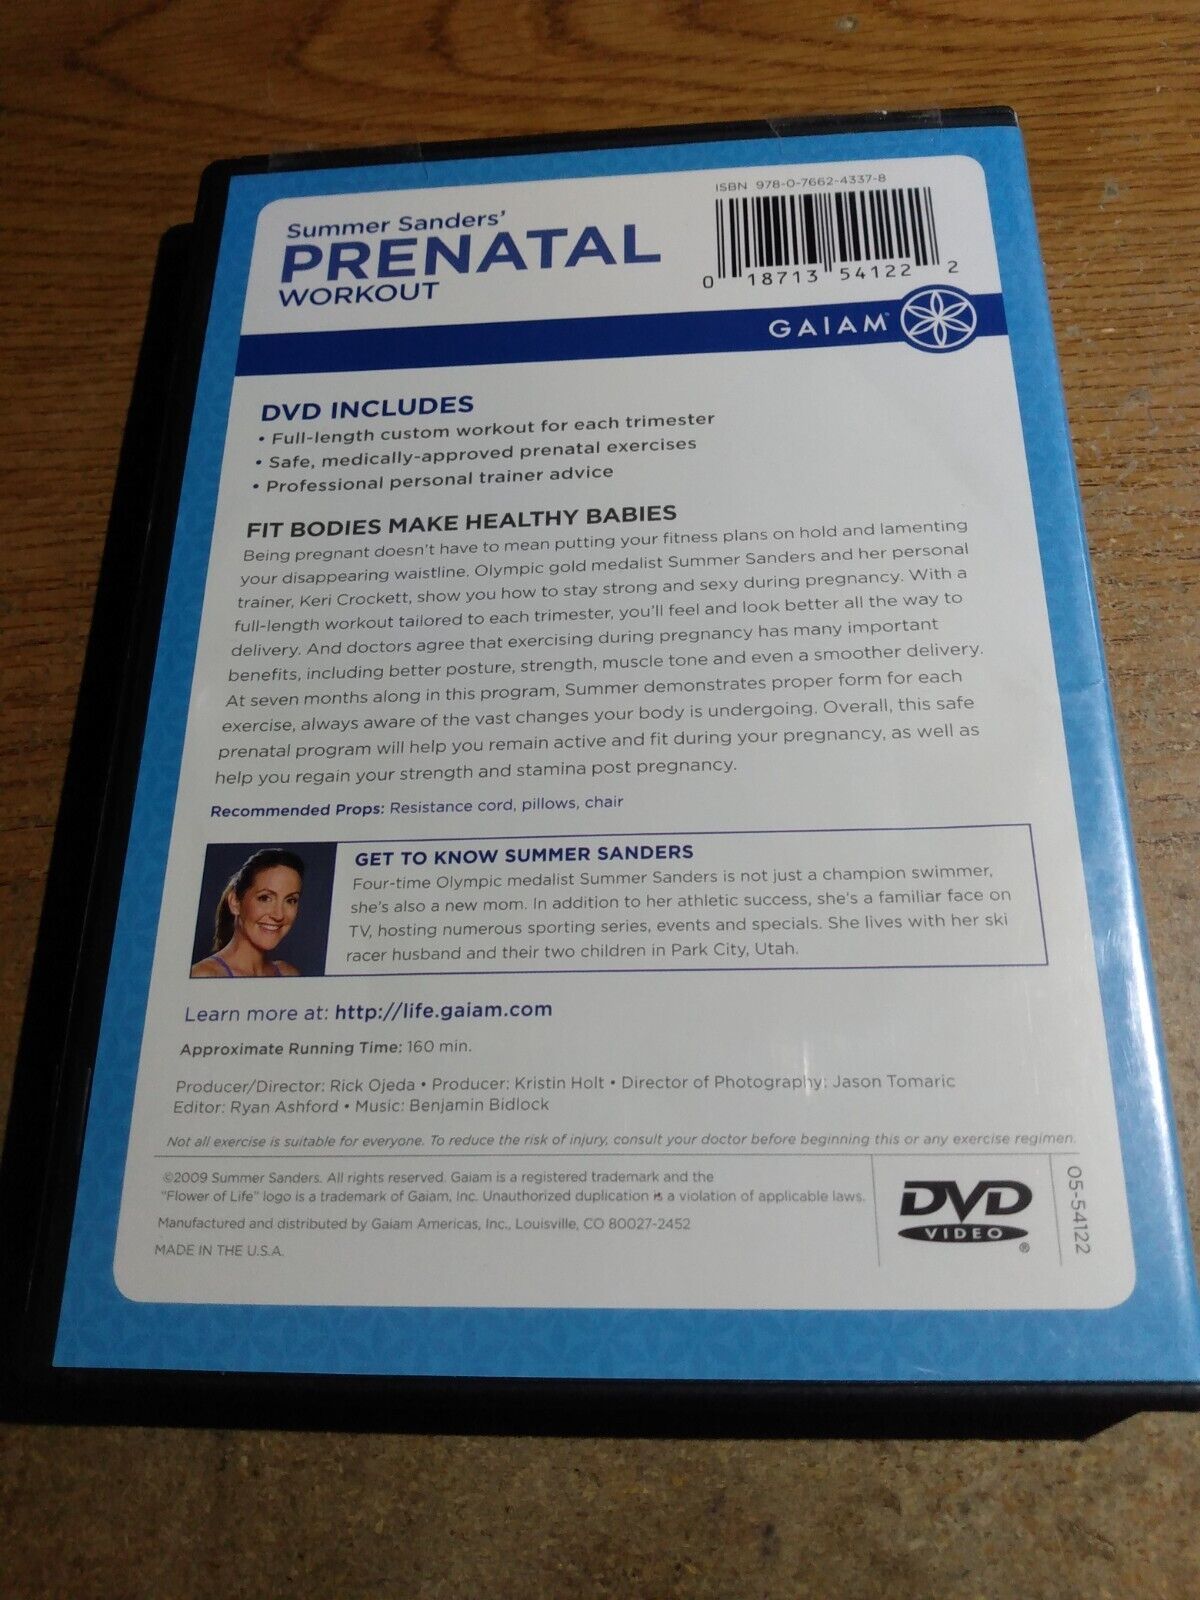 ISBN 978-0-7662-4337-8
Summer Sanders'
PRENATAL
WORKOUT
0 18713 54122 2
GAIAM
DVD INCLUDES
• Full-length custom workout for each trimester
• Safe, medically-approved prenatal exercises
• Professional personal trainer advice
FIT BODIES MAKE HEALTHY BABIES
Being pregnant doesn't have to mean putting your fitness plans on hold and lamenting
your disappearing waistline. Olympic gold medalist Summer Sanders and her personal
trainer, Keri Crockett, show you how to stay strong and sexy during pregnancy. With a
full-length workout tailored to each trimester, you'll feel and look better all the way to
delivery. And doctors agree that exercising during pregnancy has many important
benefits, including better posture, strength, muscle tone and even a smoother delivery.
At seven months along in this program, Summer demonstrates proper form for each
exercise, always aware of the vast changes your body is undergoing. Overall, this safe
prenatal program will help you remain active and fit during your pregnancy, as well as
help you regain your strength and stamina post pregnancy.
Recommended Props: Resistance cord, pillows, chair
GET TO KNOW SUMMER SANDERS
Four-time Olympic medalist Summer Sanders is not just a champion swimmer,
she's also a new mom. In addition to her athletic success, she's a familiar face on
TV, hosting numerous sporting series, events and specials. She lives with her ski
racer husband and their two children in Park City, Utah.
Learn more at: http://life.gaiam.com
Approximate Running Time: 160 min.
Producer/Director: Rick Ojeda • Producer: Kristin Holt • Director of Photography: Jason Tomaric
Editor: Ryan Ashford • Music: Benjamin Bidlock
Not all exercise is suitable for everyone. To reduce the risk of injury, consult your doctor before beginning this or any exercise regimen.
©2009 Summer Sanders. All rights reserved. Gaiam is a registered trademark and the
"Flower of Life" logo is a trademark of Gaiam, Inc. Unauthorized duplication is a violation of applicable laws.
Manufactured and distributed by Gaiam Americas, Inc., Louisville, CO 80027-2452
MADE IN THE U.S.A.
DVD
VIDEO ®
05-54122